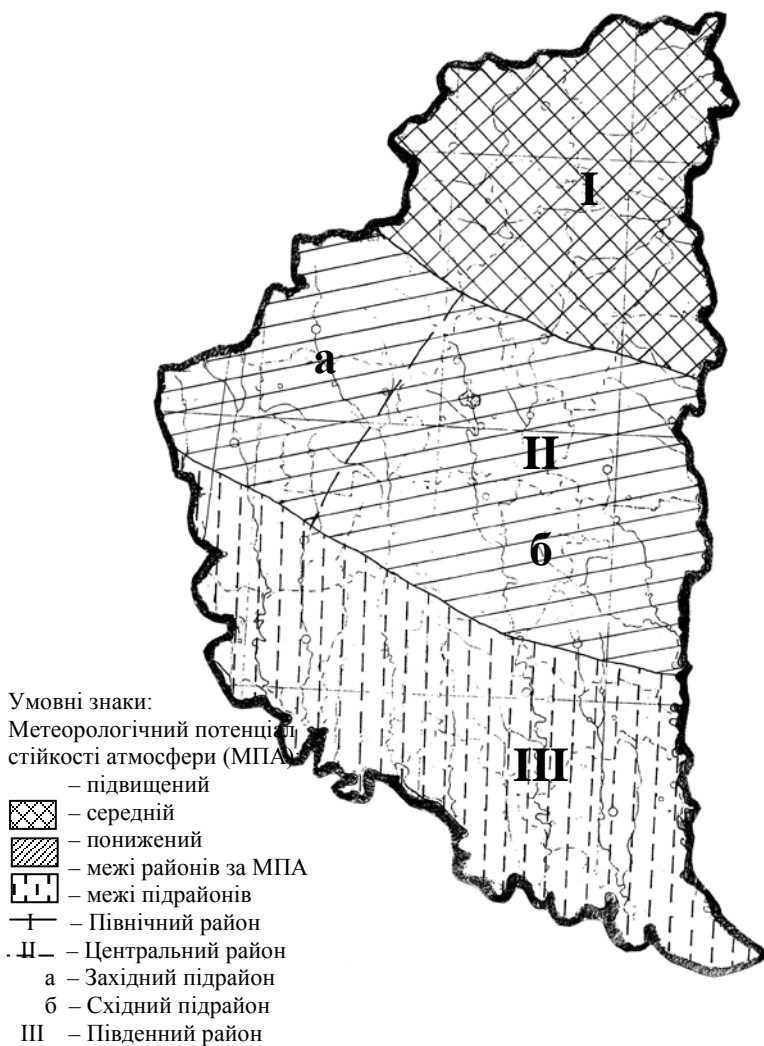 I
а
II
б
III
Умовні знаки:
Метеорологічний потенціал
стійкості атмосфери (МПА)
– підвищений
– середній
– понижений
– межі районів за МПА
– межі підрайонів
I – Північний район
II – Центральний район
а – Західний підрайон
б – Східний підрайон
III – Південний район